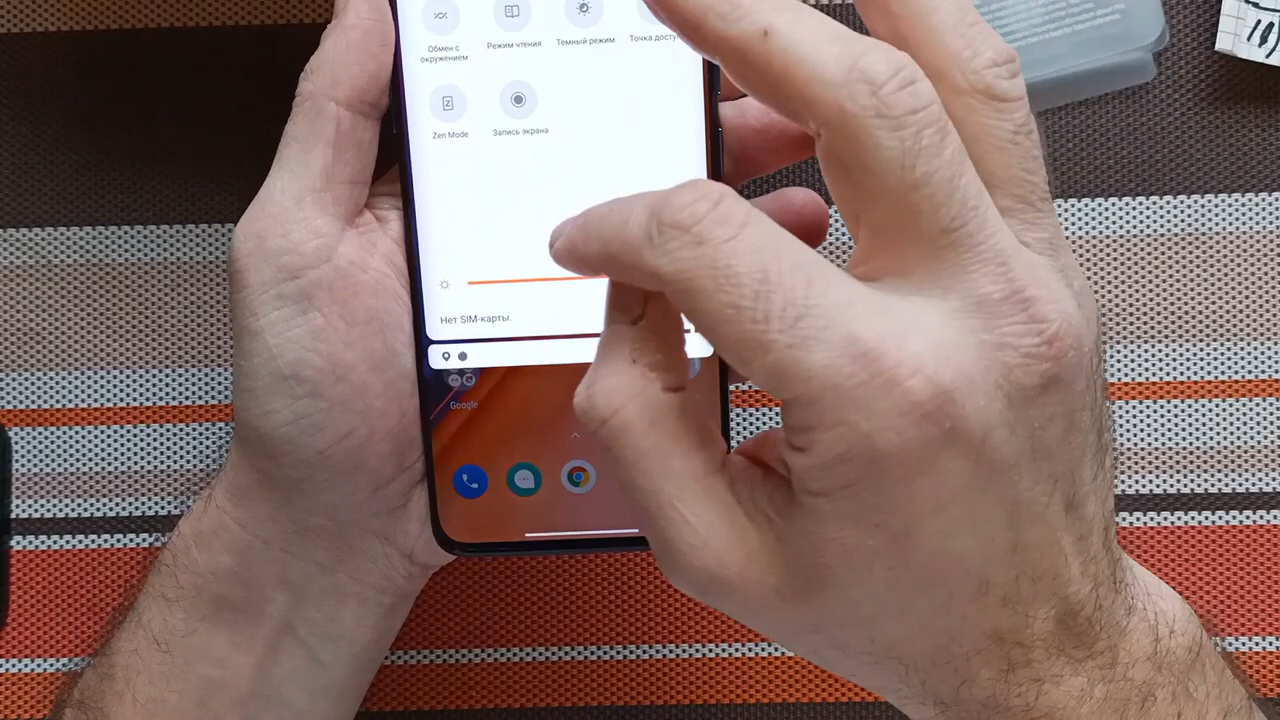 Обмен с
окружением
Режим чтения
Темный режим
Точка досту
Zen Mode
Запись экрана
Нет SIM-карты.
Google